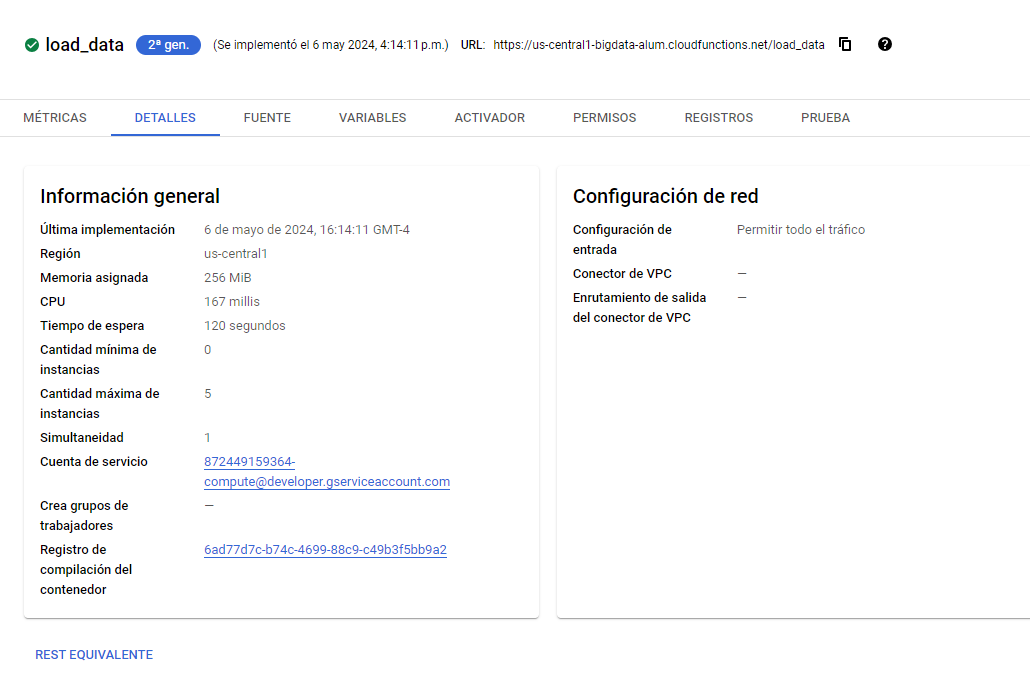 load_data 2ª gen. (Se implementó el 6 may 2024, 4:14:11 p.m.) URL: https://us-central1-bigdata-alum.cloudfunctions.net/load_data
MÉTRICAS DETALLES FUENTE VARIABLES ACTIVADOR PERMISOS REGISTROS PRUEBA
Información general
Última implementación 6 de mayo de 2024, 16:14:11 GMT-4
Región us-central1
Memoria asignada 256 MiB
CPU 167 millis
Tiempo de espera 120 segundos
Cantidad mínima de 0
instancias
Cantidad máxima de 5
instancias
Simultaneidad 1
Cuenta de servicio 872449159364-
compute@developer.gserviceaccount.com
Crea grupos de —
trabajadores
Registro de 6ad77d7c-b74c-4699-88c9-c49b3f5bb9a2
compilación del
contenedor
Configuración de red
Configuración de Permitir todo el tráfico
entrada
Conector de VPC —
Enrutamiento de salida —
del conector de VPC
REST EQUIVALENTE